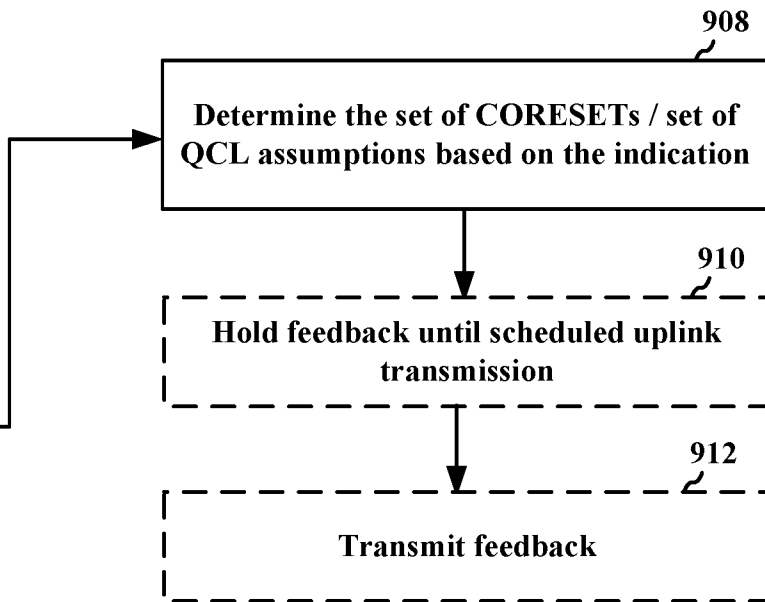 908
Determine the set of CORESETs / set of
QCL assumptions based on the indication
910
Hold feedback until scheduled uplink
transmission
912
Transmit feedback